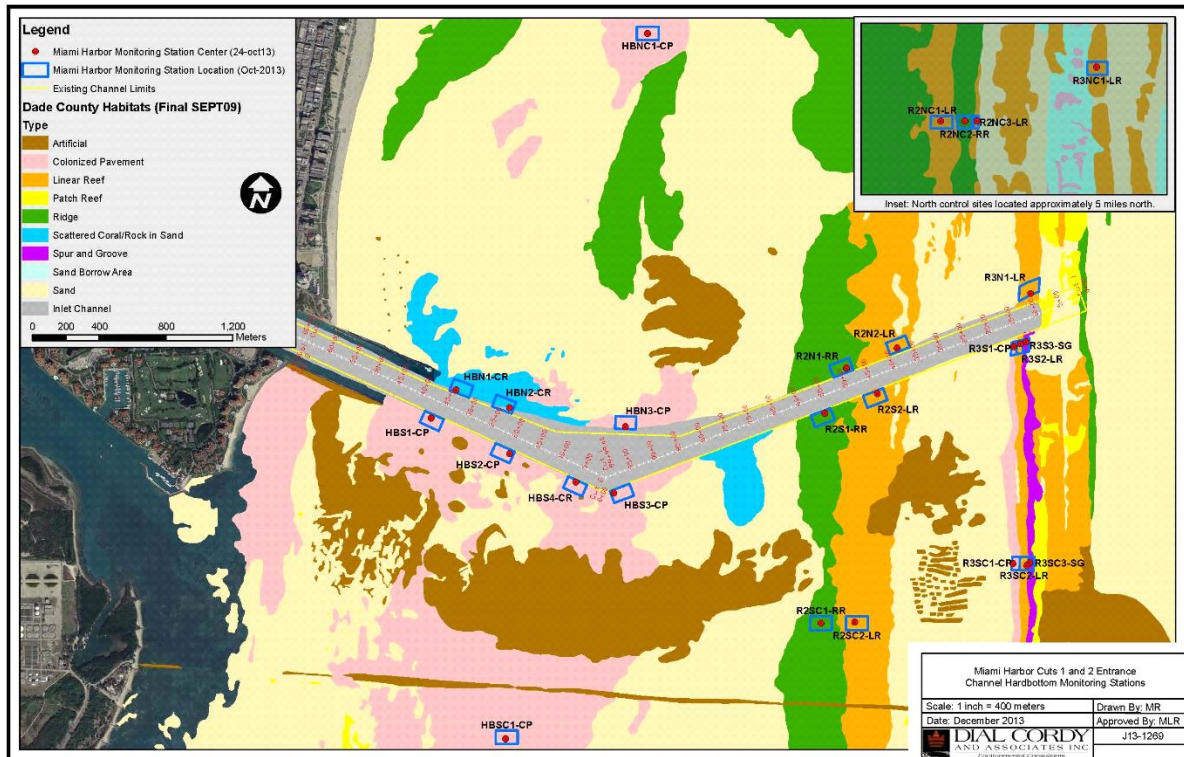 Legend
Miami Harbor Monitoring Station Center (24-oct13)
Miami Harbor Monitoring Station Location (Oct-2013)
Existing Channel Limits
Dade County Habitats (Final SEPT09)
Type
Artificial
Colonized Pavement
Linear Reef
Patch Reef
Ridge
Scattered Coral/Rock in Sand
Spur and Groove
Sand Borrow Area
Sand
Inlet Channel
0 200 400 800 1,200
Meters
N
HBNC1-CP
R3NC1-LR
R2NC1-LR
R2NC3-LR
R2NC2-RR
Inset: North control sites located approximately 5 miles north.
R3N1-LR
R2N2-LR
R3S1-CP
R3S3-SG
R3S2-LR
R2N1-RR
HBN1-CR
HBN2-CR
HBN3-CP
R2S2-LR
R2S1-RR
HBS1-CP
HBS2-CP
HBS4-CR
HBS3-CP
R3SC1-CP
R3SC3-SG
R3SC2-LR
R2SC1-RR
R2SC2-LR
HBSC1-CP
Miami Harbor Cuts 1 and 2 Entrance
Channel Hardbottom Monitoring Stations
Scale: 1 inch = 400 meters
Drawn By: MR
Date: December 2013
Approved By: MLR
DIAL CORDY
AND ASSOCIATES INC
Environmental Consultants
J13-1269